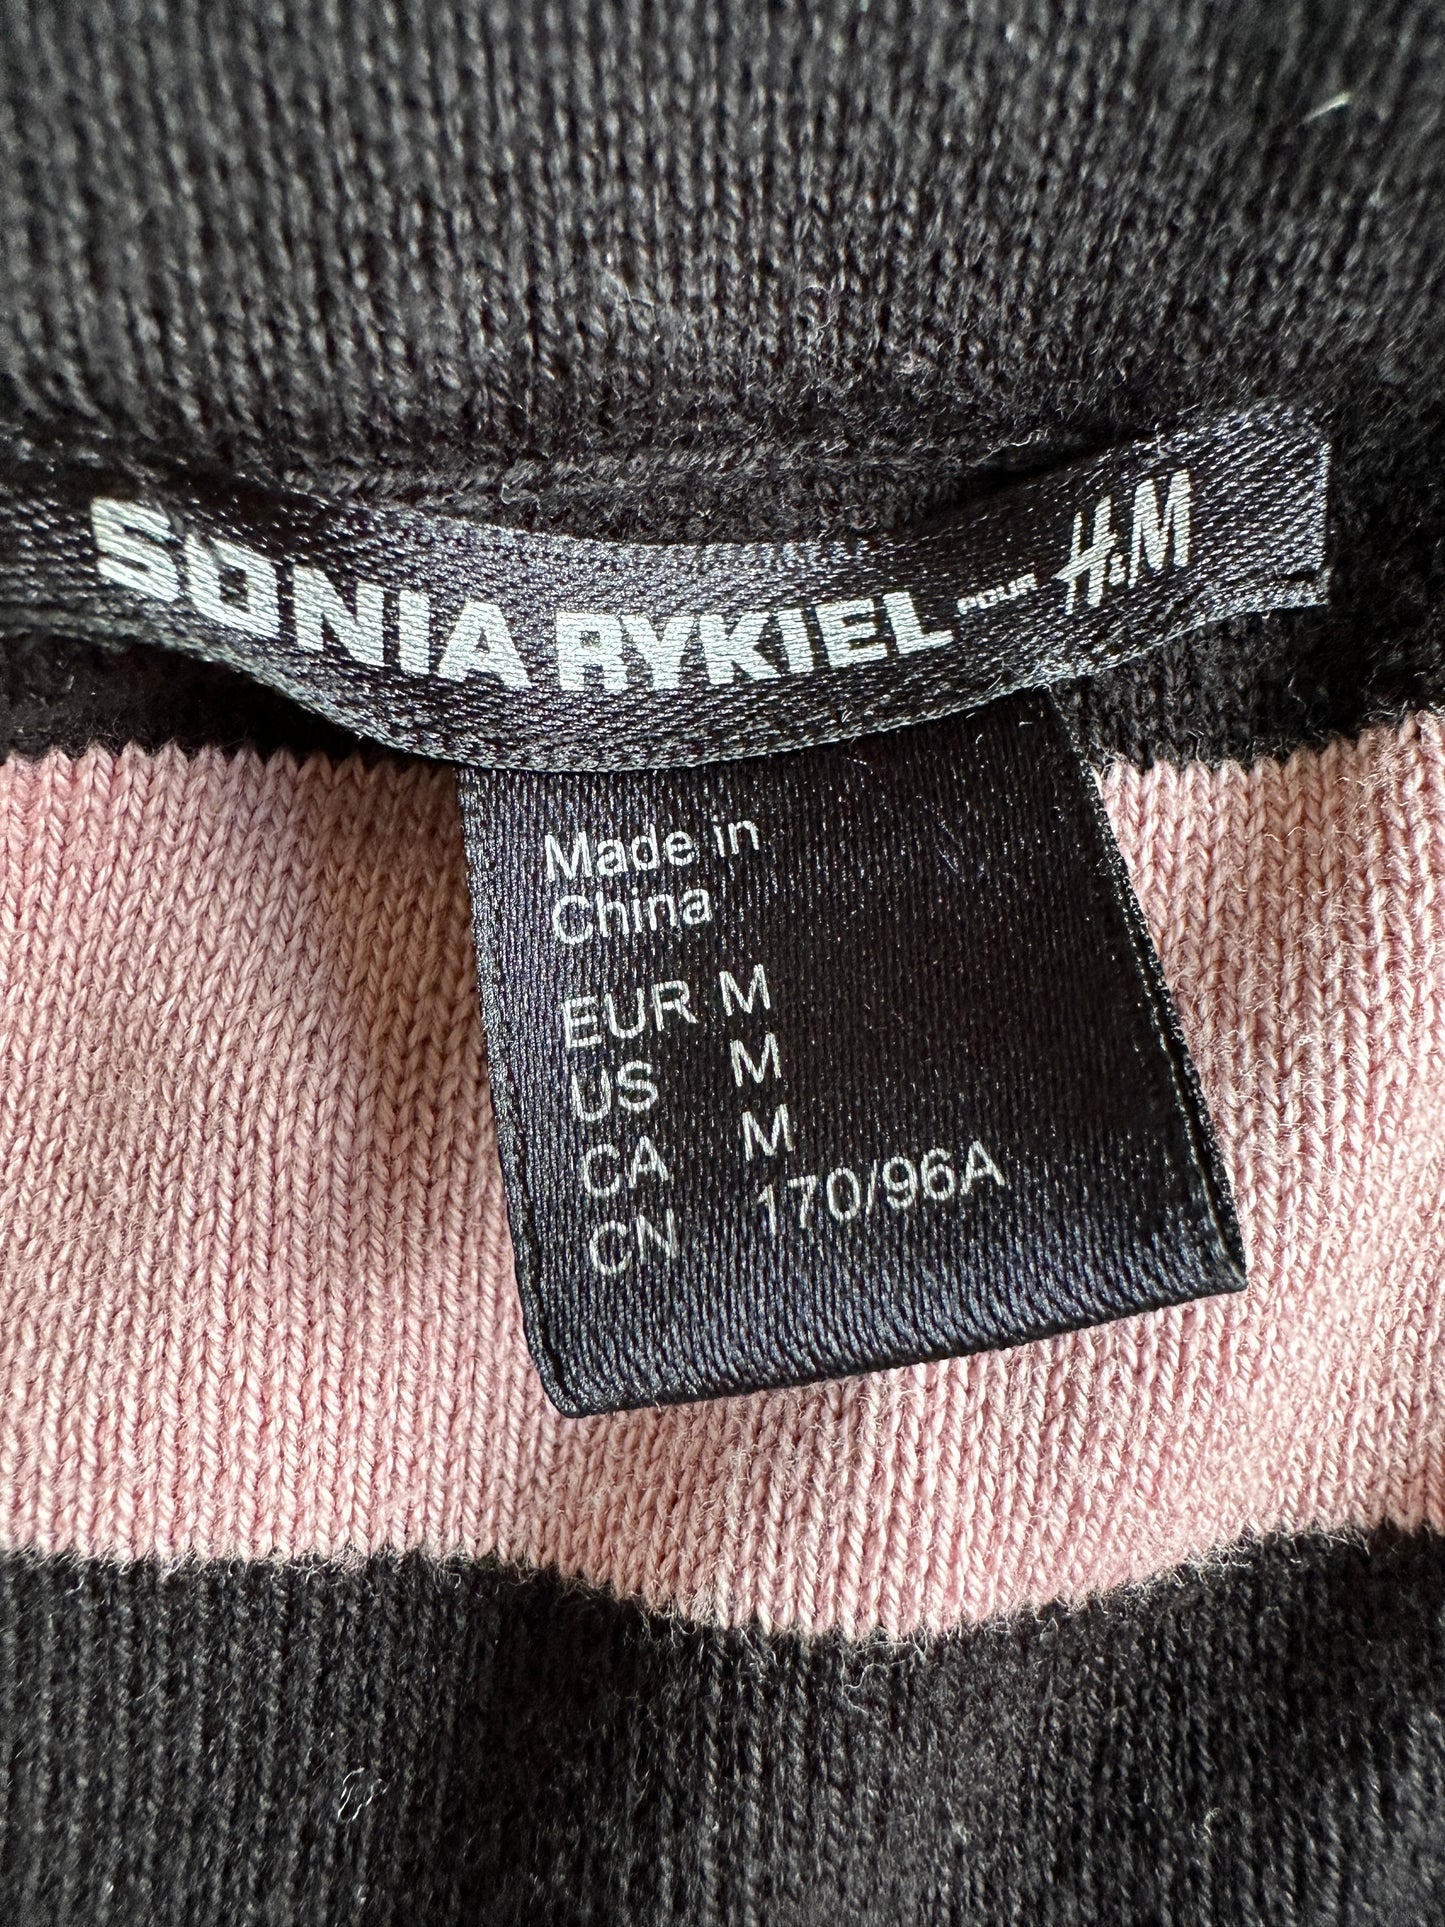 SONIA RYKIEL POUR H&M
Made in
China
EUR M
US M
CA M
CN 170/96A